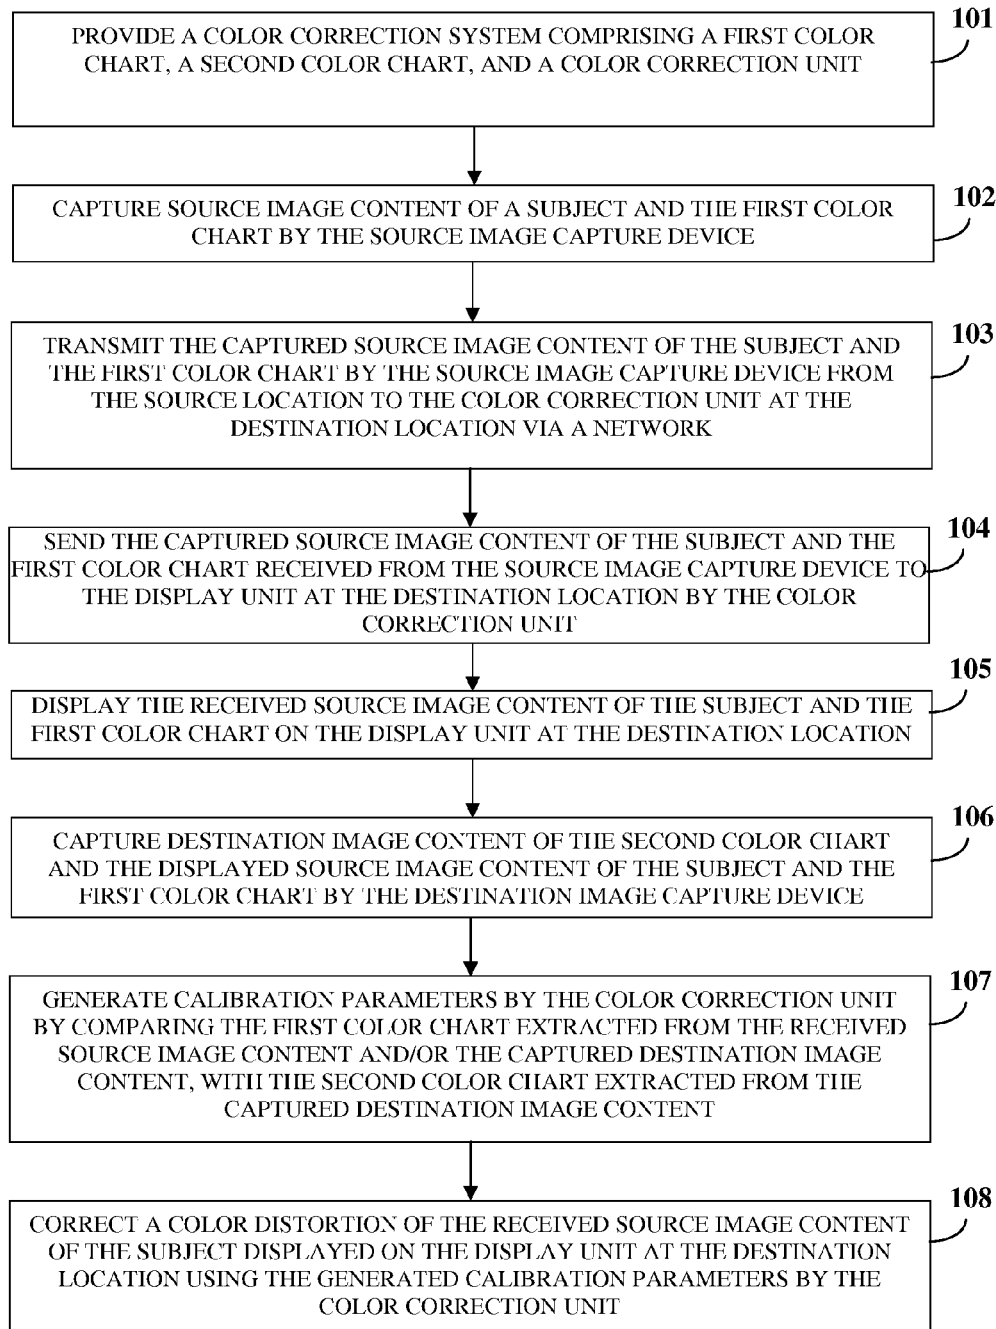 101
PROVIDE A COLOR CORRECTION SYSTEM COMPRISING A FIRST COLOR
CHART, A SECOND COLOR CHART, AND A COLOR CORRECTION UNIT
102
CAPTURE SOURCE IMAGE CONTENT OF A SUBJECT AND THE FIRST COLOR
CHART BY THE SOURCE IMAGE CAPTURE DEVICE
103
TRANSMIT THE CAPTURED SOURCE IMAGE CONTENT OF THE SUBJECT AND
THE FIRST COLOR CHART BY THE SOURCE IMAGE CAPTURE DEVICE FROM
THE SOURCE LOCATION TO THE COLOR CORRECTION UNIT AT THE
DESTINATION LOCATION VIA A NETWORK
104
SEND THE CAPTURED SOURCE IMAGE CONTENT OF THE SUBJECT AND THE
FIRST COLOR CHART RECEIVED FROM THE SOURCE IMAGE CAPTURE DEVICE TO
THE DISPLAY UNIT AT THE DESTINATION LOCATION BY THE COLOR
CORRECTION UNIT
105
DISPLAY THE RECEIVED SOURCE IMAGE CONTENT OF THE SUBJECT AND THE
FIRST COLOR CHART ON THE DISPLAY UNIT AT THE DESTINATION LOCATION
106
CAPTURE DESTINATION IMAGE CONTENT OF THE SECOND COLOR CHART
AND THE DISPLAYED SOURCE IMAGE CONTENT OF THE SUBJECT AND THE
FIRST COLOR CHART BY THE DESTINATION IMAGE CAPTURE DEVICE
107
GENERATE CALIBRATION PARAMETERS BY THE COLOR CORRECTION UNIT
BY COMPARING THE FIRST COLOR CHART EXTRACTED FROM THE RECEIVED
SOURCE IMAGE CONTENT AND/OR THE CAPTURED DESTINATION IMAGE
CONTENT, WITH THE SECOND COLOR CHART EXTRACTED FROM THE
CAPTURED DESTINATION IMAGE CONTENT
108
CORRECT A COLOR DISTORTION OF THE RECEIVED SOURCE IMAGE CONTENT
OF THE SUBJECT DISPLAYED ON THE DISPLAY UNIT AT THE DESTINATION
LOCATION USING THE GENERATED CALIBRATION PARAMETERS BY THE
COLOR CORRECTION UNIT